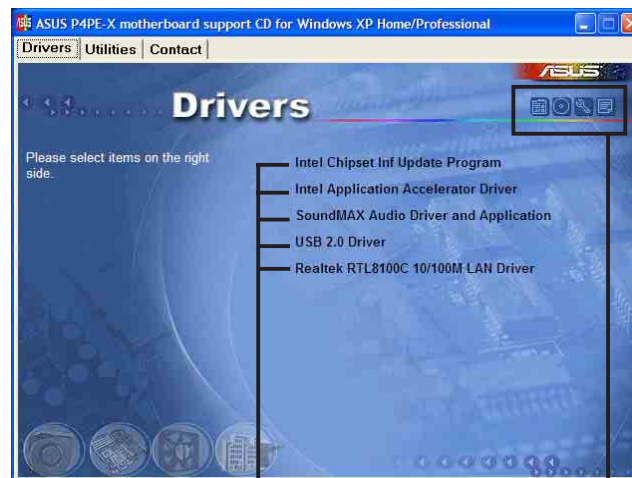 ASUS P4PE-X motherboard support CD for Windows XP Home/Professional
Drivers Utilities Contact
ASUS
Drivers
Please select items on the right
side.
Intel Chipset Inf Update Program
Intel Application Accelerator Driver
SoundMAX Audio Driver and Application
USB 2.0 Driver
Realtek RTL8100C 10/100M LAN Driver